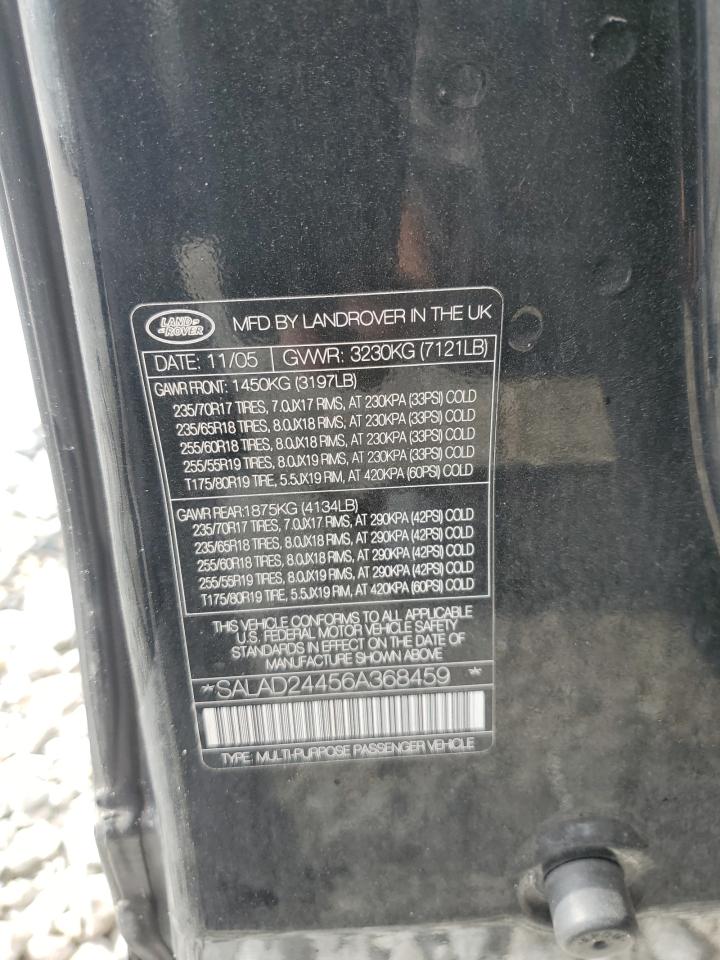 LAND-ROVER
MFD BY LANDROVER IN THE UK
DATE: 11/05 GVWR: 3230KG (7121LB)
GAWR FRONT: 1450KG (3197LB)
235/70R17 TIRES, 7.0JX17 RIMS, AT 230KPA (33PSI) COLD
235/65R18 TIRES, 8.0JX18 RIMS, AT 230KPA (33PSI) COLD
255/60R18 TIRES, 8.0JX18 RIMS, AT 230KPA (33PSI) COLD
255/55R19 TIRES, 8.0JX19 RIMS, AT 230KPA (33PSI) COLD
T175/80R19 TIRE, 5.5JX19 RIM, AT 420KPA (60PSI) COLD
GAWR REAR:1875KG (4134LB)
235/70R17 TIRES, 7.0JX17 RIMS, AT 290KPA (42PSI) COLD
235/65R18 TIRES, 8.0JX18 RIMS, AT 290KPA (42PSI) COLD
255/60R18 TIRES, 8.0JX18 RIMS, AT 290KPA (42PSI) COLD
255/55R19 TIRES, 8.0JX19 RIMS, AT 290KPA (42PSI) COLD
T175/80R19 TIRE, 5.5JX19 RIM, AT 420KPA (60PSI) COLD
THIS VEHICLE CONFORMS TO ALL APPLICABLE
U.S. FEDERAL MOTOR VEHICLE SAFETY
STANDARDS IN EFFECT ON THE DATE OF
MANUFACTURE SHOWN ABOVE
*SALAD24456A368459 *
TYPE: MULTI-PURPOSE PASSENGER VEHICLE